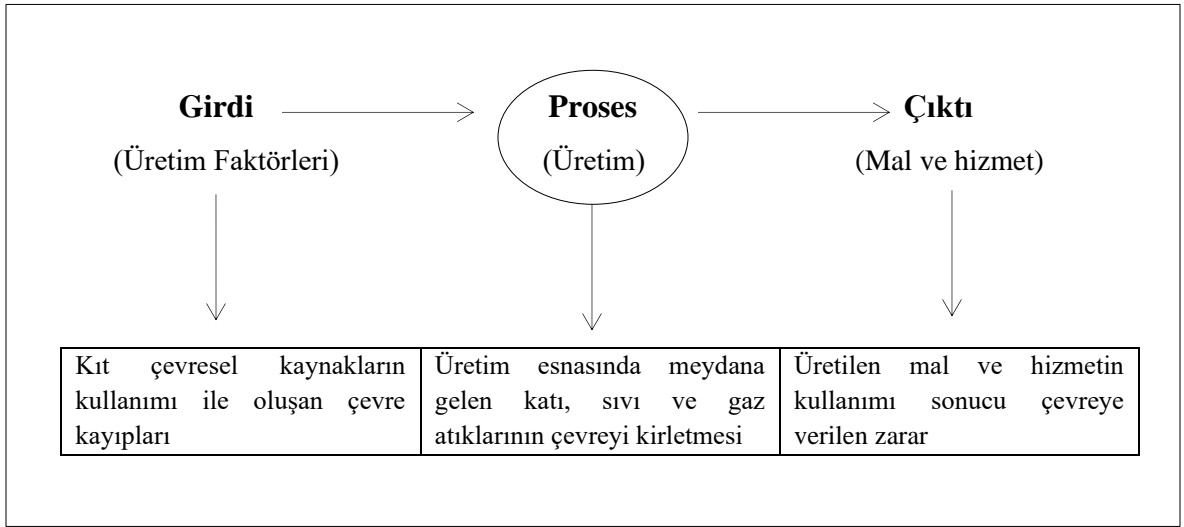 Girdi
Proses
Çıktı
(Üretim Faktörleri)
(Üretim)
(Mal ve hizmet)
Kıt çevresel kaynakların
kullanımı ile oluşan çevre
kayıpları
Üretim esnasında meydana
gelen katı, sıvı ve gaz
atıklarının çevreyi kirletmesi
Üretilen mal ve hizmetin
kullanımı sonucu çevreye
verilen zarar